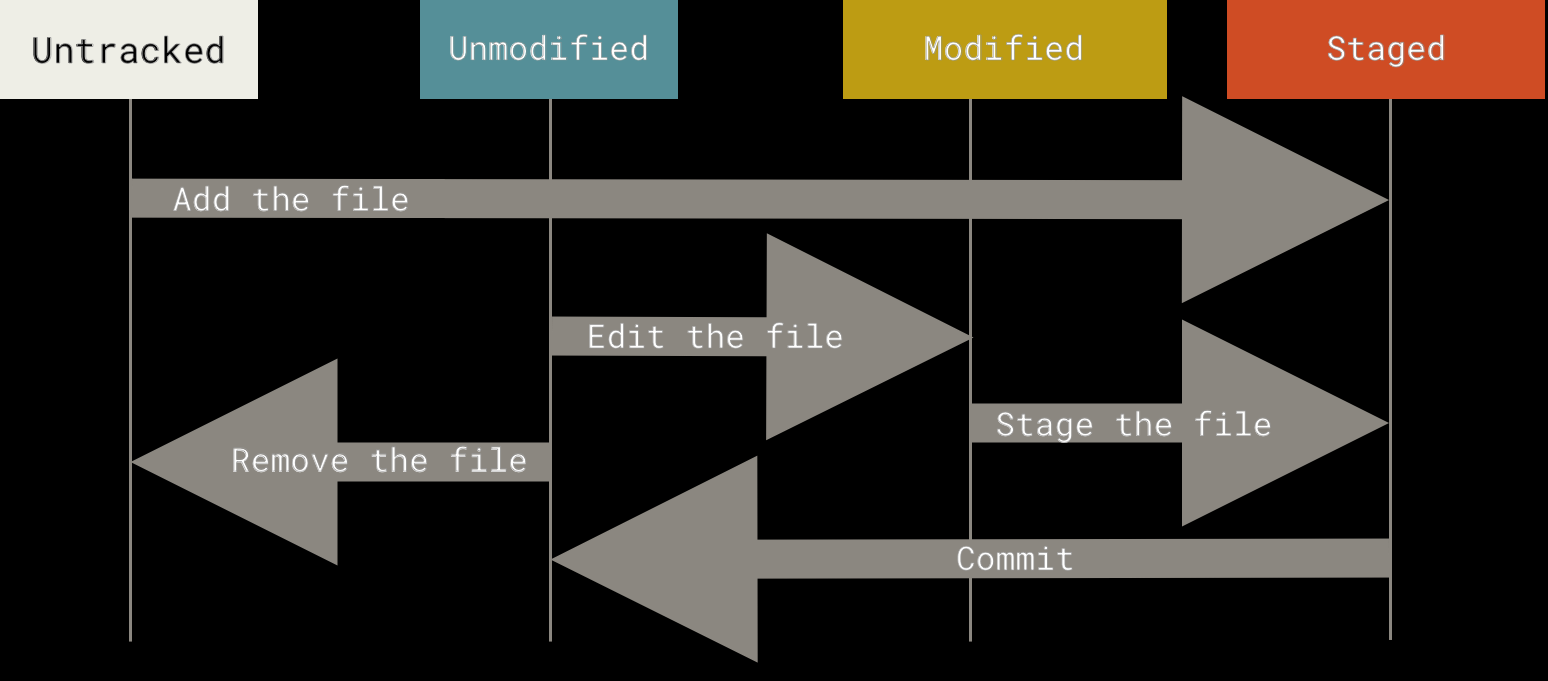 Untracked
Unmodified
Modified
Staged
Add the file
Edit the file
Stage the file
Remove the file
Commit